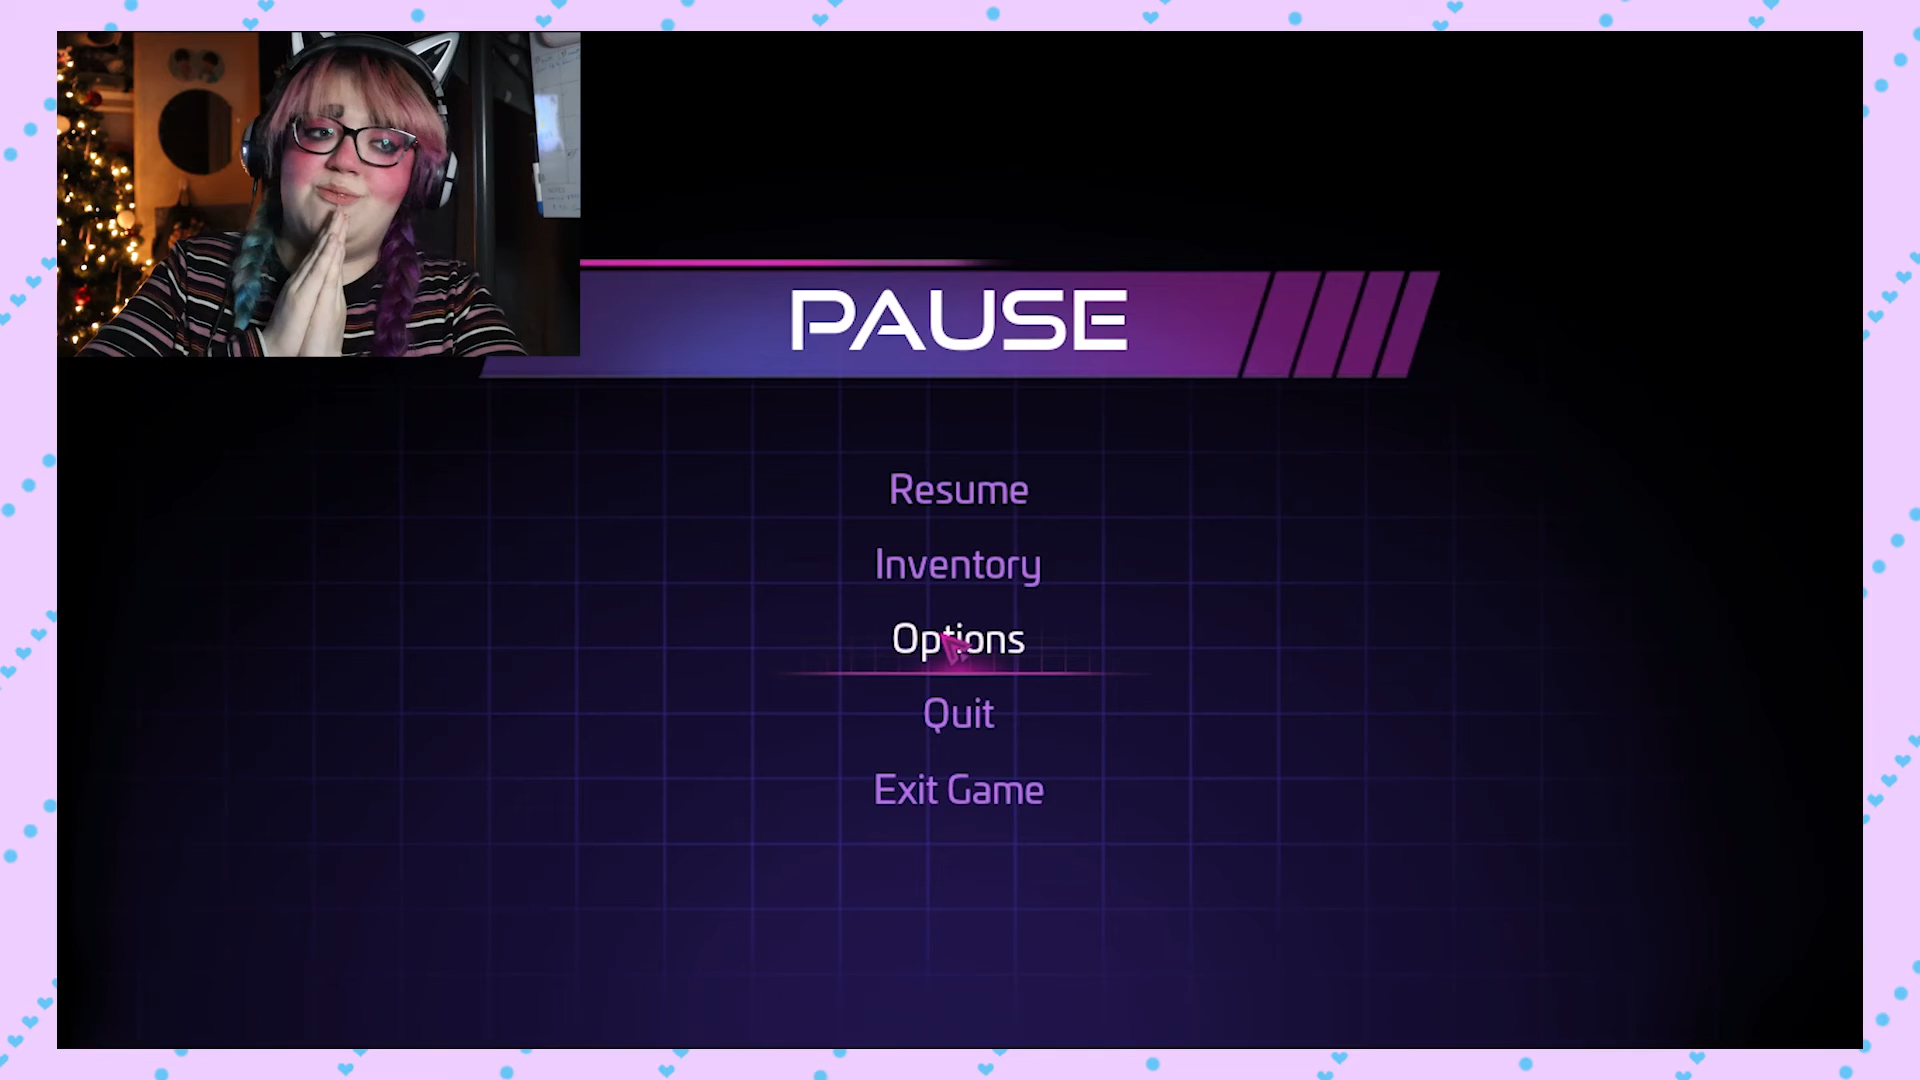 PAUSE
Resume
Inventory
Options
Quit
Exit Game